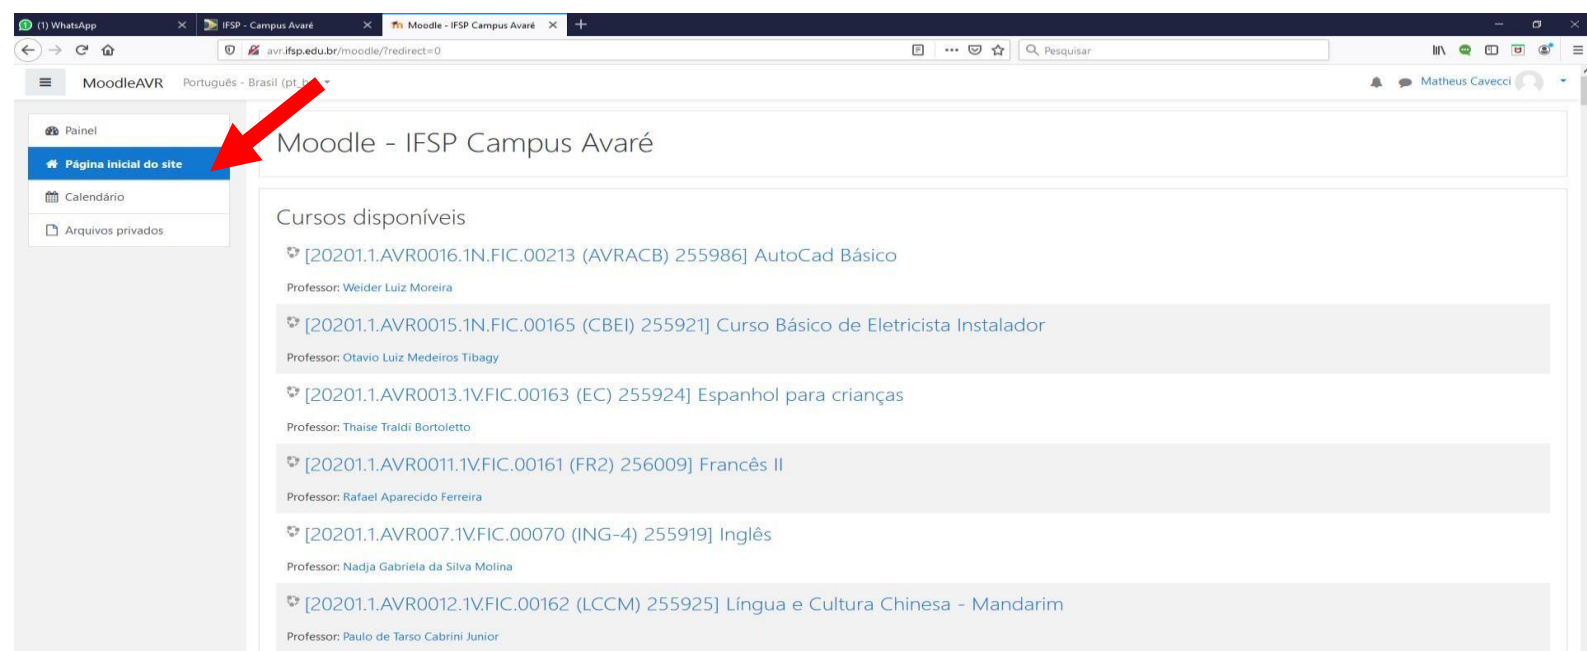 (1) WhatsApp
IFSP - Campus Avaré
Moodle - IFSP Campus Avaré
avr.ifsp.edu.br/moodle/?redirect=0
Pesquisar
MoodleAVR
Português - Brasil (pt_
Matheus Cavecci
Painel
Página inicial do site
Calendário
Arquivos privados
Moodle - IFSP Campus Avaré
Cursos disponíveis
[20201.1.AVR0016.1N.FIC.00213 (AVRACB) 255986] AutoCad Básico
Professor: Weider Luiz Moreira
[20201.1.AVR0015.1N.FIC.00165 (CBEI) 255921] Curso Básico de Eletricista Instalador
Professor: Otavio Luiz Medeiros Tibagy
[20201.1.AVR0013.1V.FIC.00163 (EC) 255924] Espanhol para crianças
Professor: Thaise Traldi Bortoletto
[20201.1.AVR0011.1V.FIC.00161 (FR2) 256009] Francês II
Professor: Rafael Aparecido Ferreira
[20201.1.AVR007.1V.FIC.00070 (ING-4) 255919] Inglês
Professor: Nadja Gabriela da Silva Molina
[20201.1.AVR0012.1V.FIC.00162 (LCCM) 255925] Língua e Cultura Chinesa - Mandarim
Professor: Paulo de Tarso Cabrini Junior